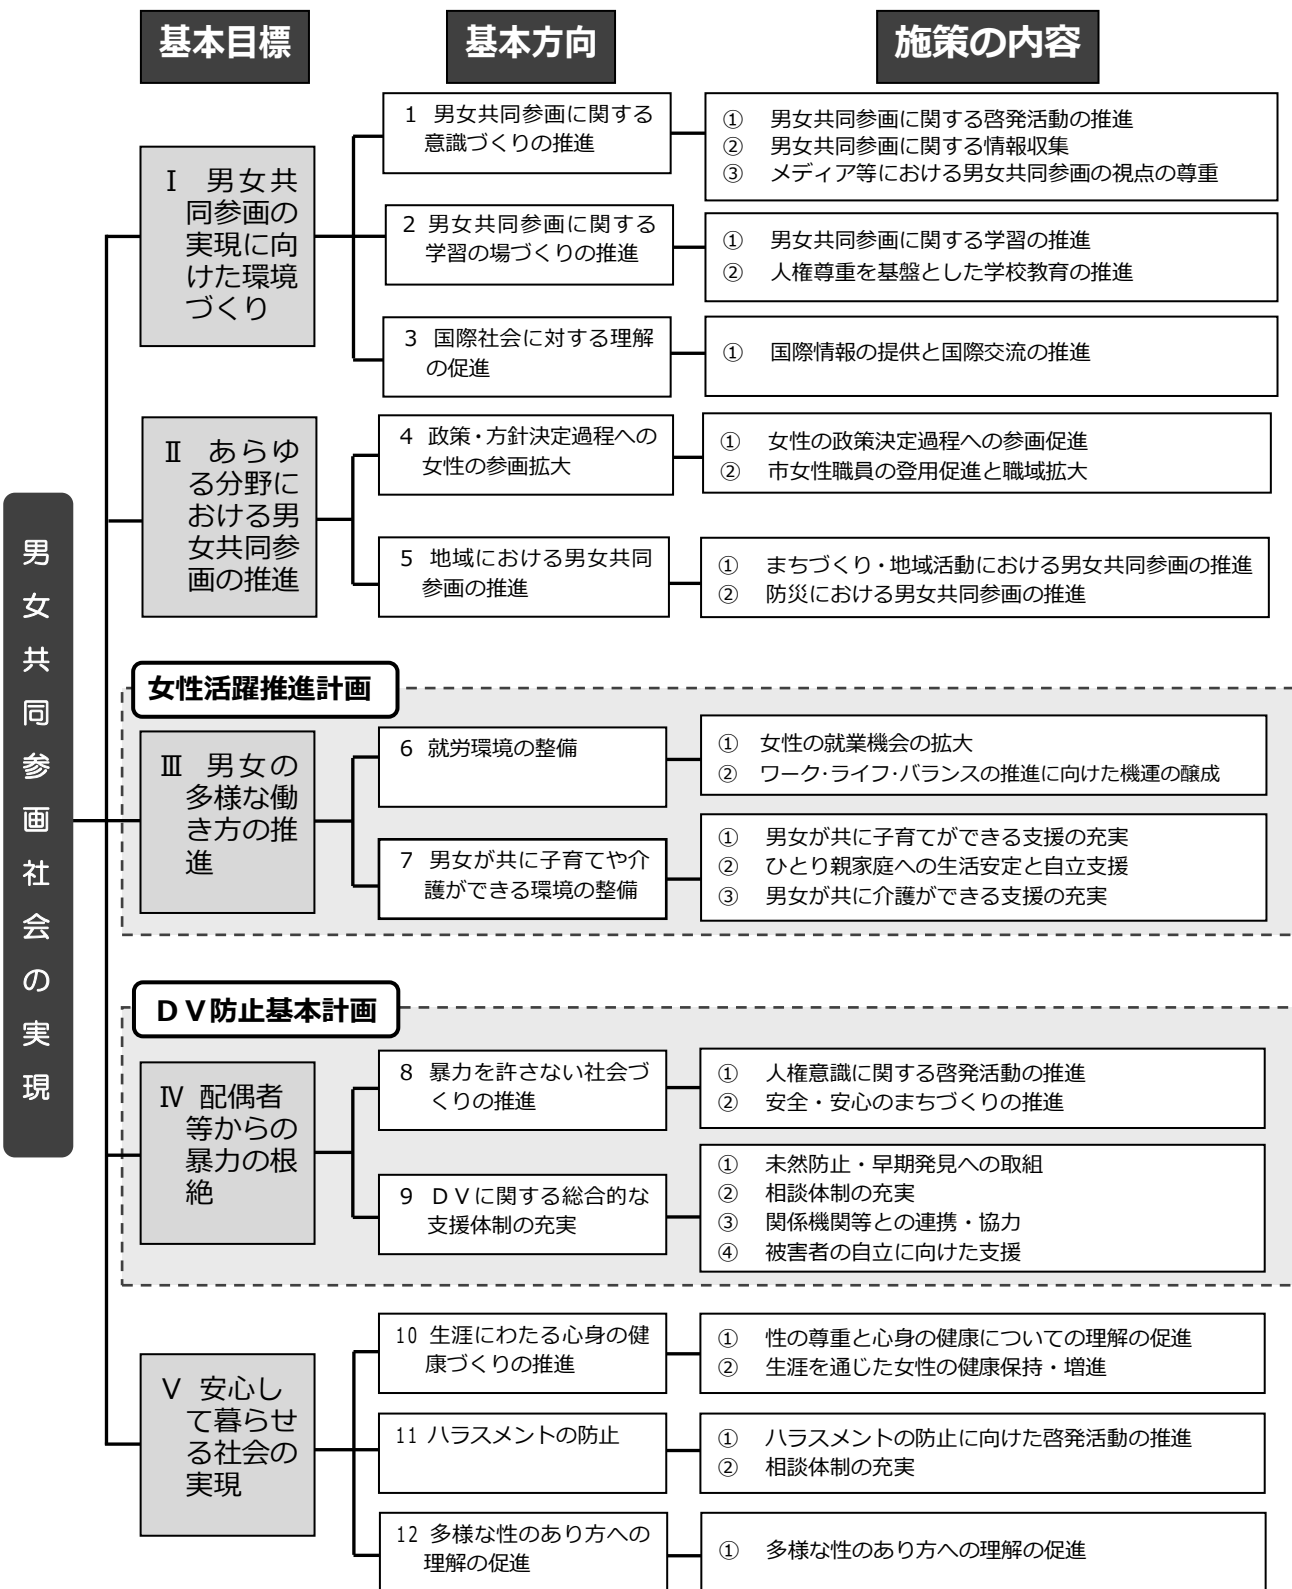 基本目標
基本方向
施策の内容
男女共同参画社会の実現
Ⅰ 男女共
同参画の
実現に向
けた環境
づくり
1 男女共同参画に関する
意識づくりの推進
① 男女共同参画に関する啓発活動の推進
② 男女共同参画に関する情報収集
③ メディア等における男女共同参画の視点の尊重
2 男女共同参画に関する
学習の場づくりの推進
① 男女共同参画に関する学習の推進
② 人権尊重を基盤とした学校教育の推進
3 国際社会に対する理解
の促進
① 国際情報の提供と国際交流の推進
Ⅱ あらゆ
る分野に
おける男
女共同参
画の推進
4 政策・方針決定過程への
女性の参画拡大
① 女性の政策決定過程への参画促進
② 市女性職員の登用促進と職域拡大
5 地域における男女共同
参画の推進
① まちづくり・地域活動における男女共同参画の推進
② 防災における男女共同参画の推進
女性活躍推進計画
Ⅲ 男女の
多様な働
き方の推
進
6 就労環境の整備
① 女性の就業機会の拡大
② ワーク・ライフ・バランスの推進に向けた機運の醸成
7 男女が共に子育てや介
護ができる環境の整備
① 男女が共に子育てができる支援の充実
② ひとり親家庭への生活安定と自立支援
③ 男女が共に介護ができる支援の充実
ＤＶ防止基本計画
Ⅳ 配偶者
等からの
暴力の根
絶
8 暴力を許さない社会づ
くりの推進
① 人権意識に関する啓発活動の推進
② 安全・安心のまちづくりの推進
9 ＤＶに関する総合的な
支援体制の充実
① 未然防止・早期発見への取組
② 相談体制の充実
③ 関係機関等との連携・協力
④ 被害者の自立に向けた支援
Ⅴ 安心し
て暮らせ
る社会の
実現
10 生涯にわたる心身の健
康づくりの推進
① 性の尊重と心身の健康についての理解の促進
② 生涯を通じた女性の健康保持・増進
11 ハラスメントの防止
① ハラスメントの防止に向けた啓発活動の推進
② 相談体制の充実
12 多様な性のあり方への
理解の促進
① 多様な性のあり方への理解の促進